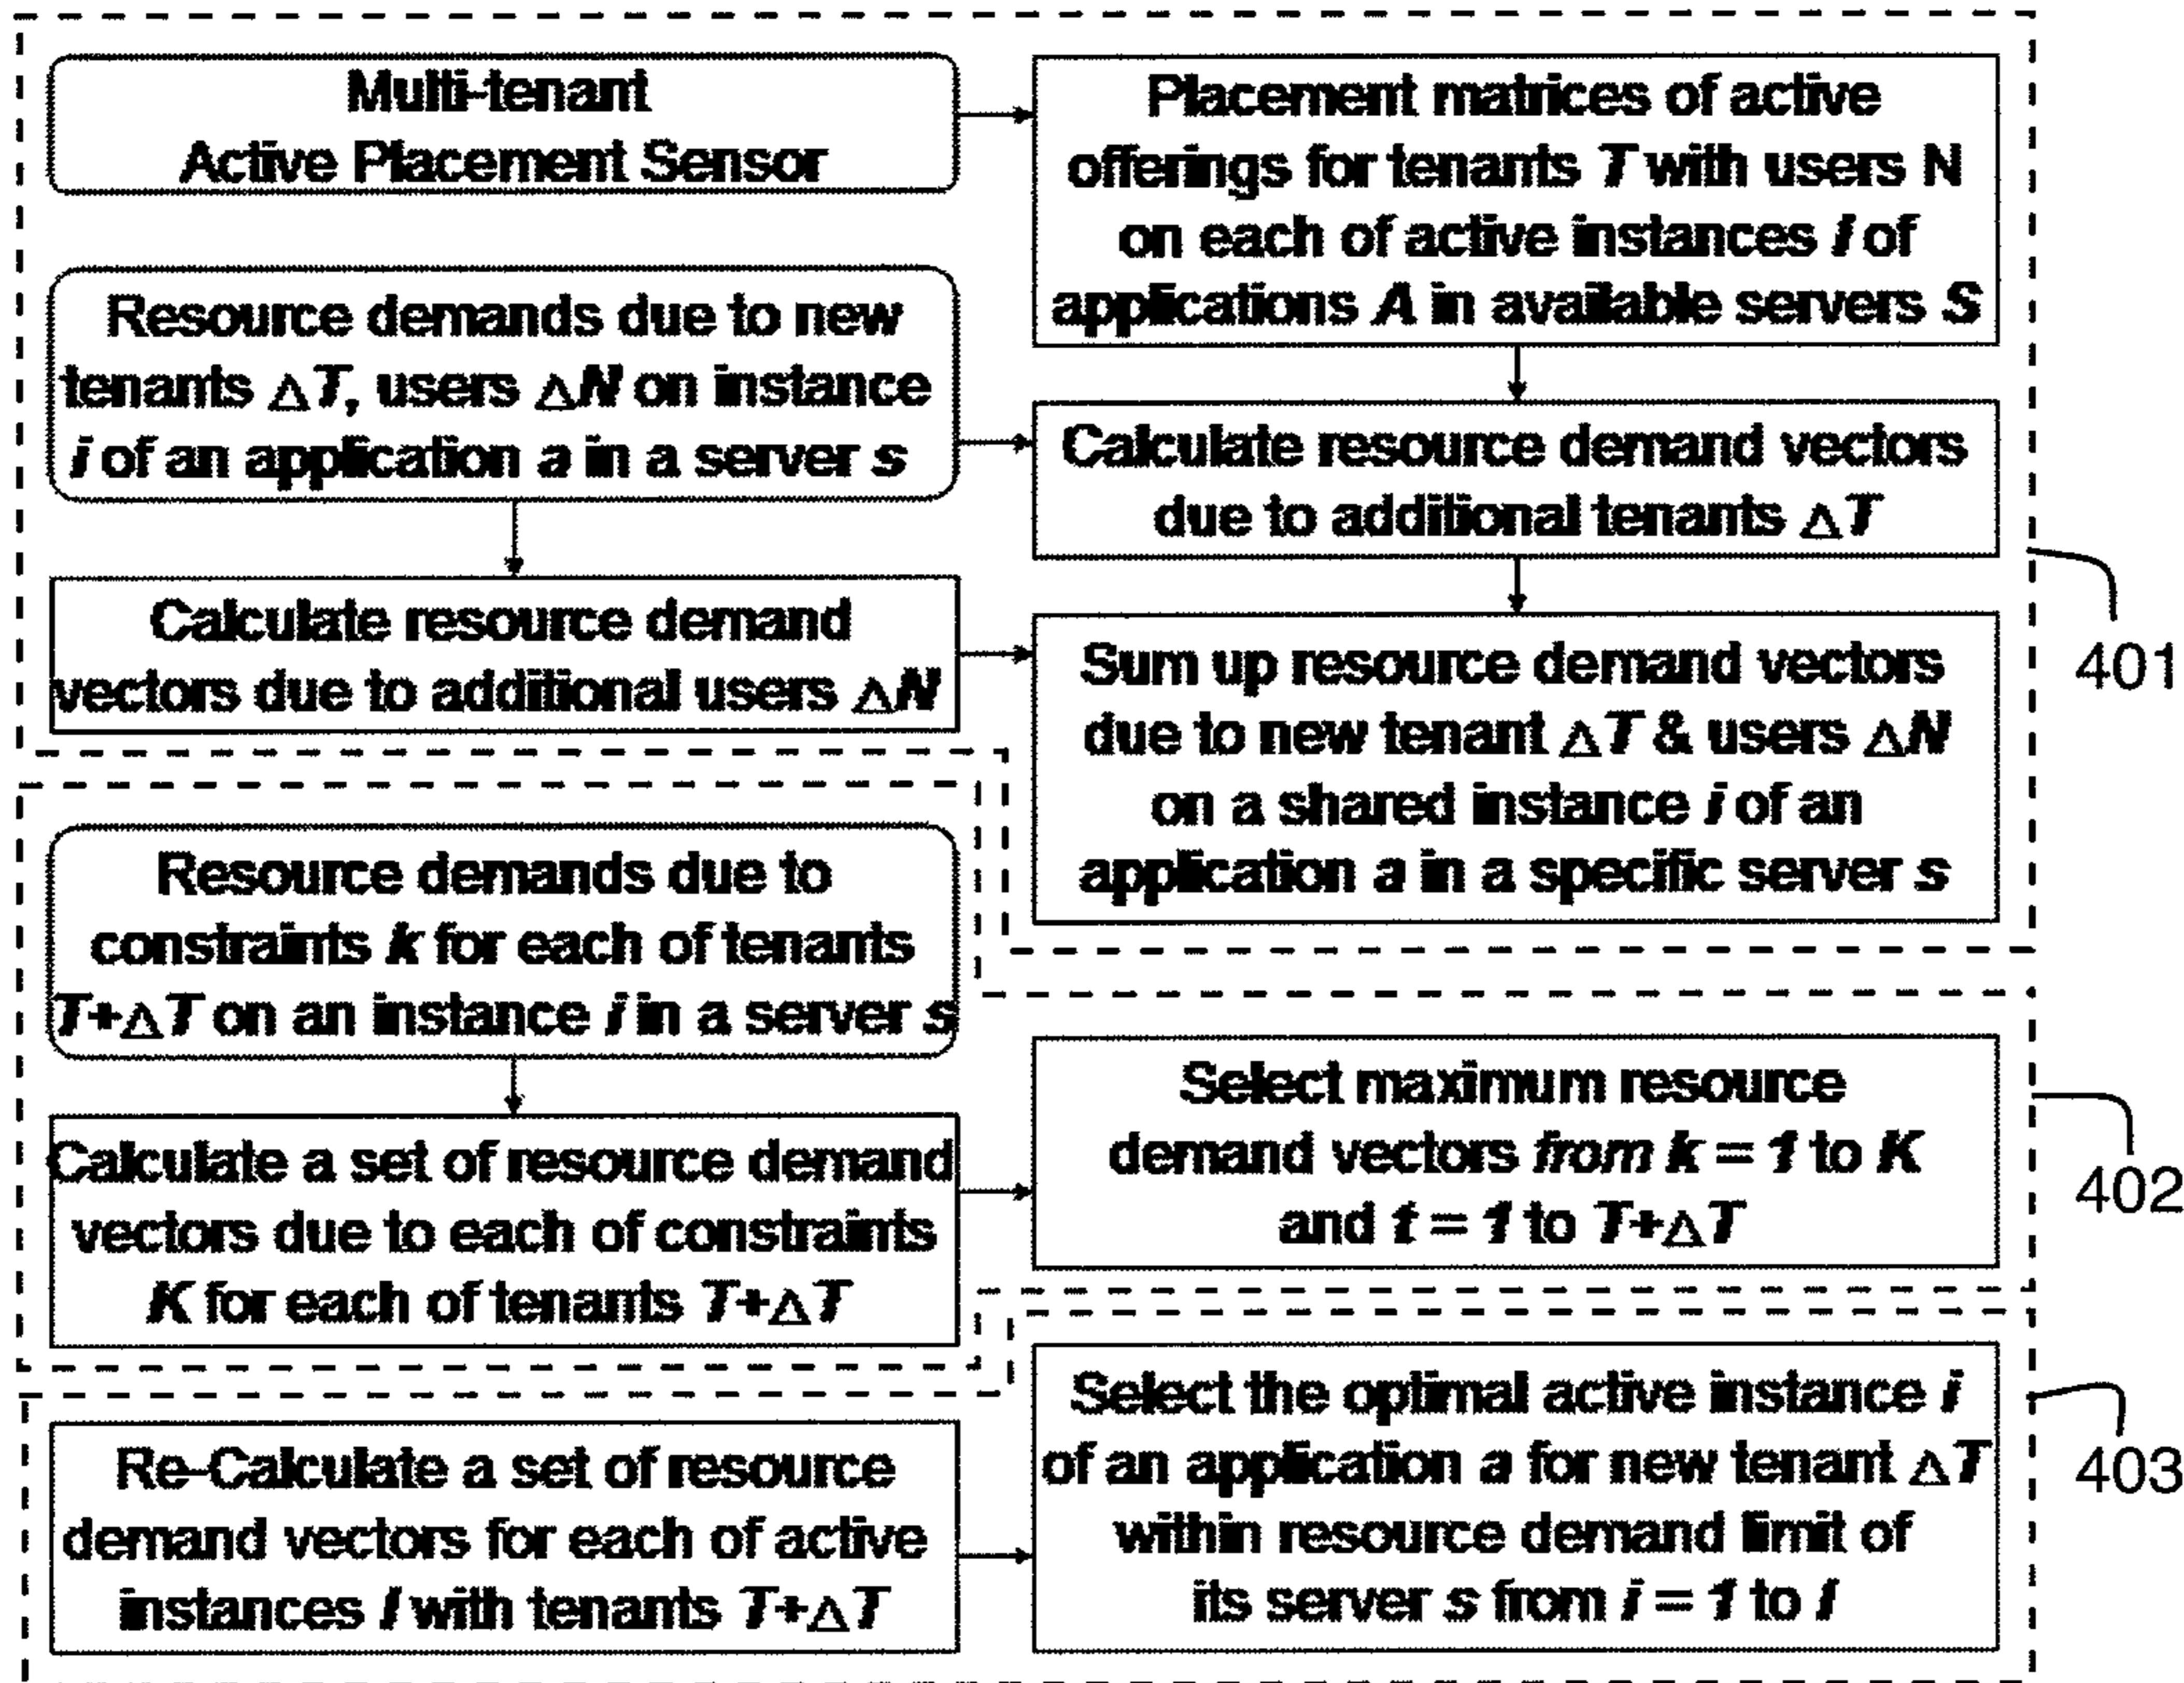 Multi-tenant
Active Placement Sensor
Placement matrices of active
offerings for tenants T with users N
on each of active instances I of
applications A in available servers S
Resource demands due to new
tenants ΔT, users ΔN on instance
i of an application a in a server s
Calculate resource demand vectors
due to additional tenants ΔT
Calculate resource demand
vectors due to additional users ΔN
Sum up resource demand vectors
due to new tenant ΔT & users ΔN
on a shared instance i of an
application a in a specific server s
401
Resource demands due to
constraints k for each of tenants
T+ΔT on an instance i in a server s
Calculate a set of resource demand
vectors due to each of constraints
K for each of tenants T+ΔT
Select maximum resource
demand vectors from k = 1 to K
and t = 1 to T+ΔT
402
Re-Calculate a set of resource
demand vectors for each of active
instances I with tenants T+ΔT
Select the optimal active instance i
of an application a for new tenant ΔT
within resource demand limit of
its server s from i = 1 to I
403